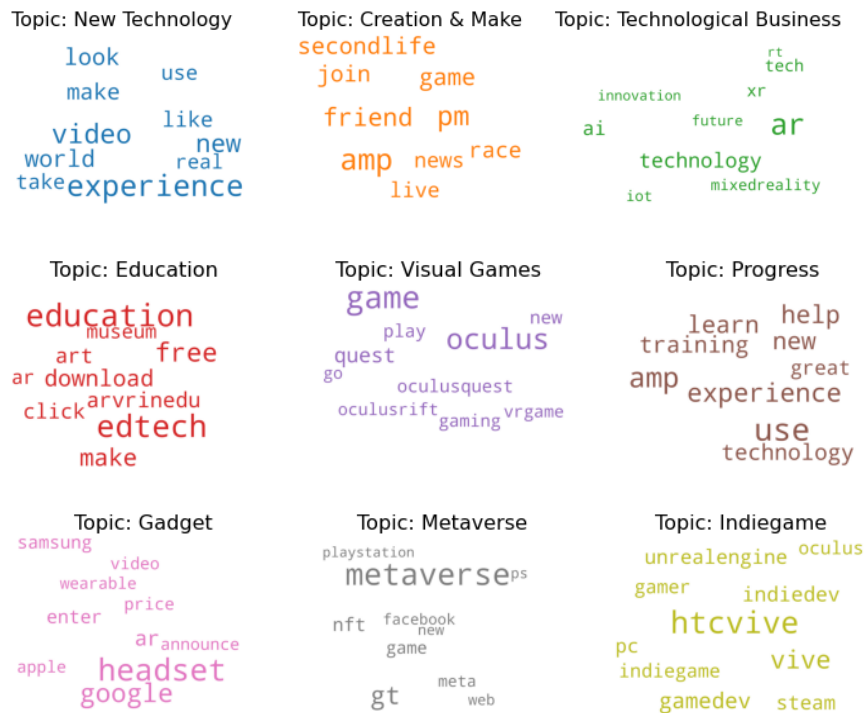 Topic: New Technology
look
use
make
like
video
new
world
real
take
experience
Topic: Creation & Make
secondlife
join
game
friend
pm
amp
news
race
live
Topic: Technological Business
rt
tech
xr
innovation
future
ar
ai
technology
mixedreality
iot
Topic: Education
education
museum
art
free
ar
download
click
arvrinedu
edtech
make
Topic: Visual Games
game
new
play
oculus
quest
go
oculusquest
oculusrift
vrgame
gaming
Topic: Progress
help
learn
training
new
great
amp
experience
use
technology
Topic: Gadget
samsung
video
wearable
price
enter
ar
announce
apple
headset
google
Topic: Metaverse
playstation
metaverse
ps
nft
facebook
new
game
meta
gt
web
Topic: Indiegame
oculus
unrealengine
gamer
indiedev
htcvive
pc
vive
indiegame
gamedev
steam